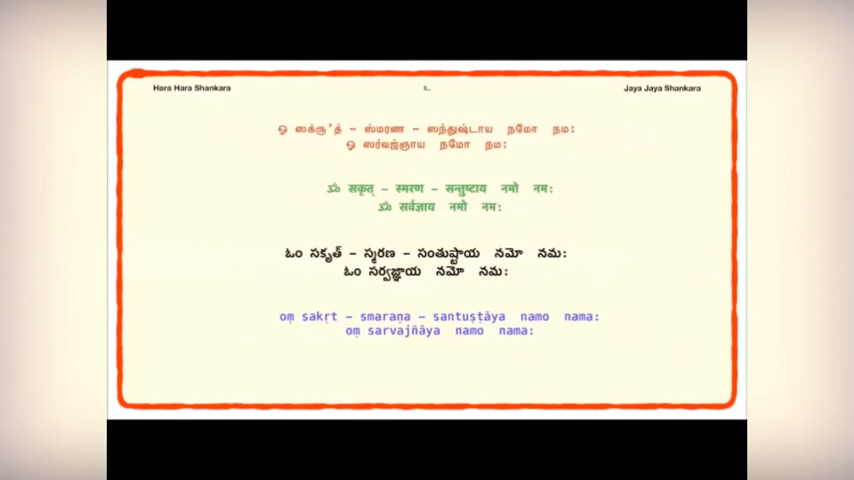 Hara Hara Shankara
Jaya Jaya Shankara
ஓ ஸக்ரு'த் – ஸ்மரண – ஸந்துஷ்டாய நமோ நம:
ஓ ஸர்வஜ்ஞாய நமோ நம:
ॐ सकृत् – स्मरण – सन्तुष्टाय नमो नम:
ॐ सर्वज्ञाय नमो नम:
ఓం సకృత్ – స్మరణ – సంతుష్టాయ నమో నమ:
ఓం సర్వజ్ఞాయ నమో నమ:
oṃ sakṛt – smaraṇa – santuṣṭāya namo nama:
oṃ sarvajñāya namo nama: